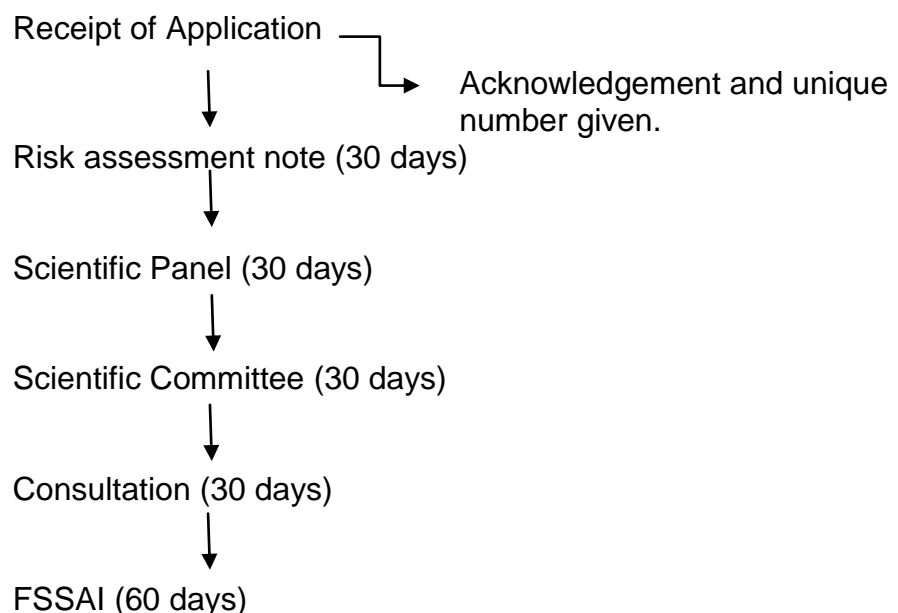 Receipt of Application
Acknowledgement and unique
number given.
Risk assessment note (30 days)
Scientific Panel (30 days)
Scientific Committee (30 days)
Consultation (30 days)
FSSAI (60 days)